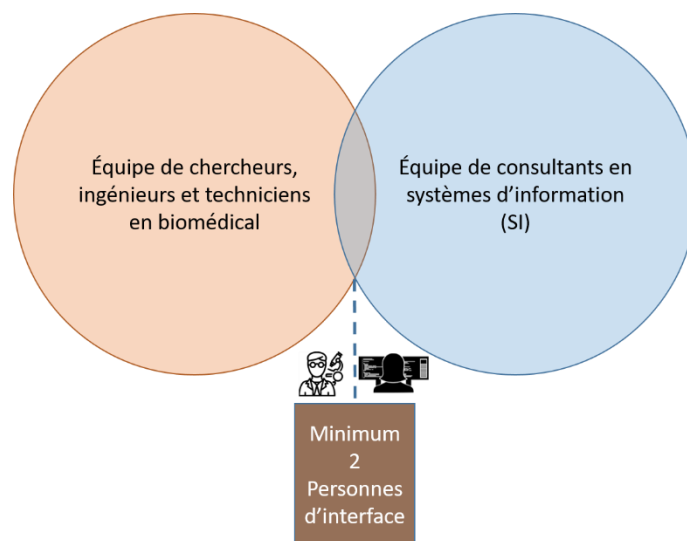 Équipe de chercheurs,
ingénieurs et techniciens
en biomédical
Équipe de consultants en
systèmes d’information
(SI)
Minimum
2
Personnes
d’interface